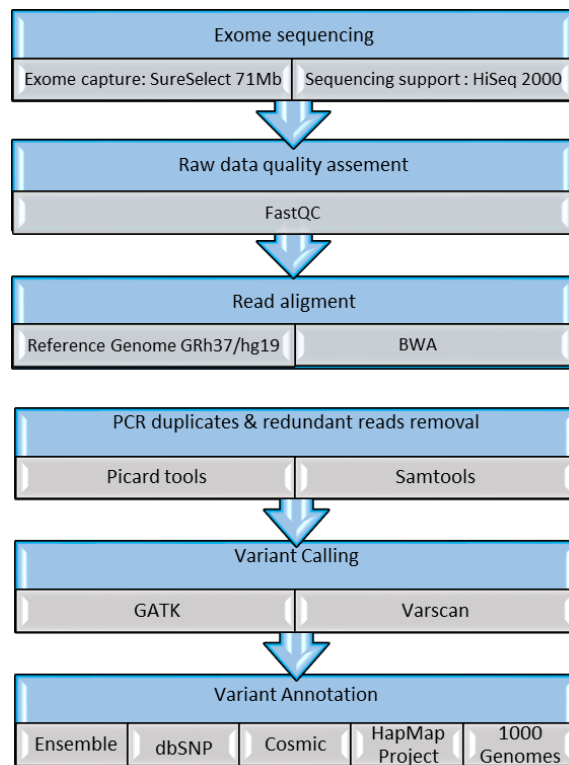 Exome sequencing
Exome capture: SureSelect 71Mb
Sequencing support : HiSeq 2000
Raw data quality assement
FastQC
Read aligment
Reference Genome GRh37/hg19
BWA
PCR duplicates & redundant reads removal
Picard tools
Samtools
Variant Calling
GATK
Varscan
Variant Annotation
Ensemble
dbSNP
Cosmic
HapMap
Project
1000
Genomes